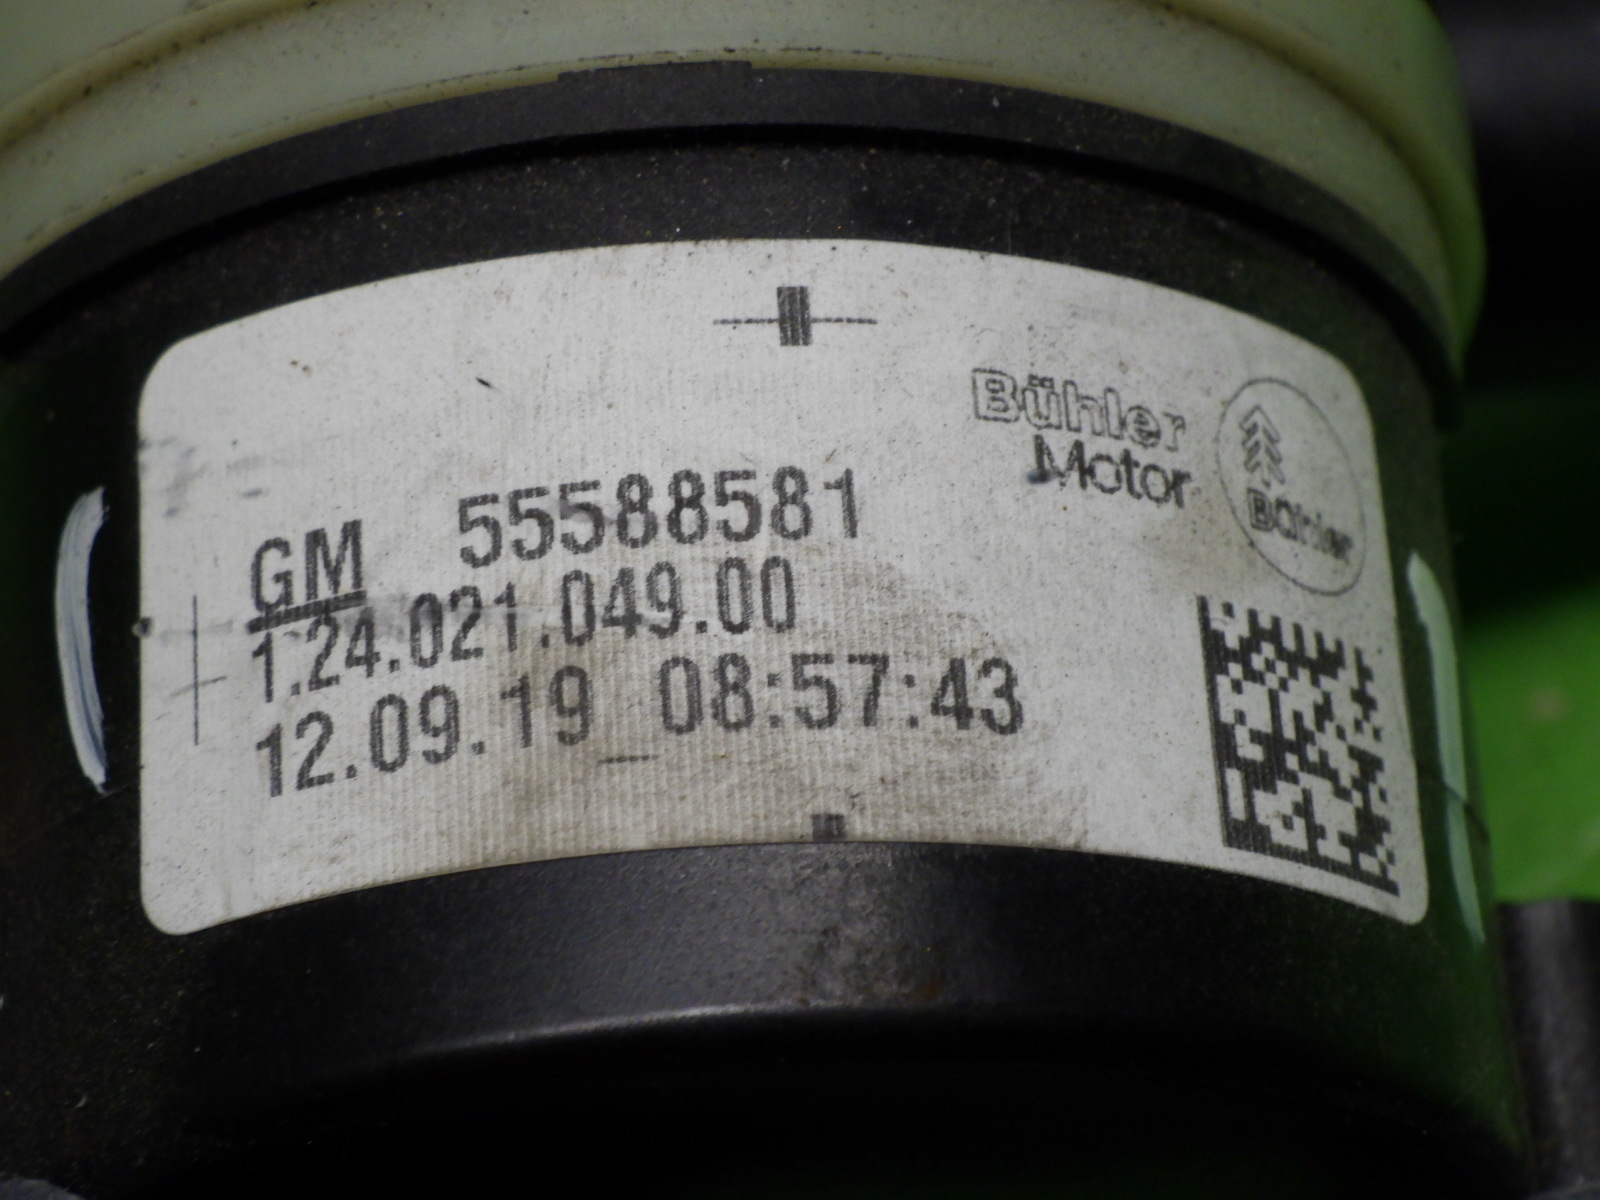 Bühler
Motor
Bühler
GM 55588581
1.24.021.049.00
12.09.19 08:57:43